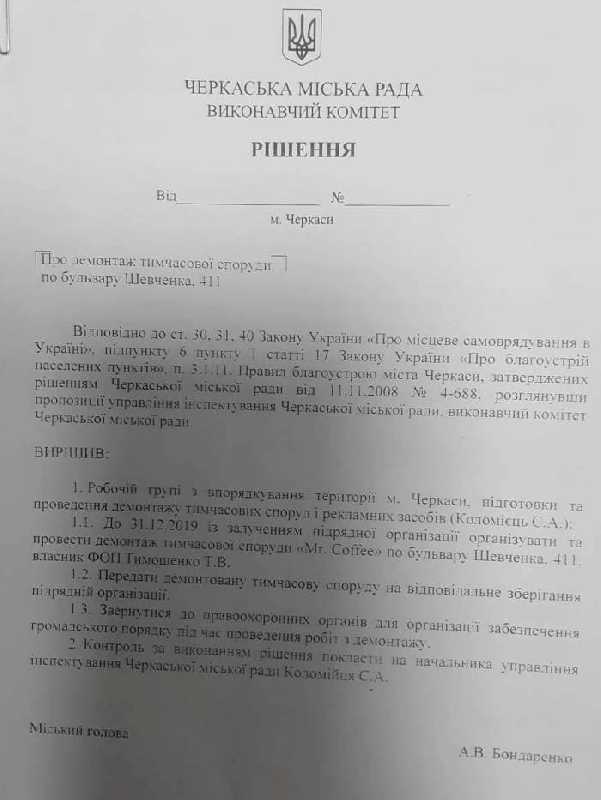 ЧЕРКАСЬКА МІСЬКА РАДА
ВИКОНАВЧИЙ КОМІТЕТ
РІШЕННЯ
Від____________________ №______________
м. Черкаси
Про демонтаж тимчасової споруди
по бульвару Шевченка, 411
Відповідно до ст. 30, 31, 40 Закону України «Про місцеве самоврядування в
Україні», підпункту 6 пункту 1 статті 17 Закону України «Про благоустрій
населених пунктів», п. 3.1.11. Правил благоустрою міста Черкаси, затверджених
рішенням Черкаської міської ради від 11.11.2008 № 4-688, розглянувши
пропозиції управління інспектування Черкаської міської ради, виконавчий комітет
Черкаської міської ради
ВИРІШИВ:
1. Робочій групі з впорядкування території м. Черкаси, підготовки та
проведення демонтажу тимчасових споруд і рекламних засобів (Коломієць С.А.):
1.1. До 31.12.2019 із залученням підрядної організації організувати та
провести демонтаж тимчасової споруди «Mr. Coffee» по бульвару Шевченка, 411,
власник ФОП Тимошенко Т.В.
1.2. Передати демонтовану тимчасову споруду на відповідальне зберігання
підрядній організації.
1.3. Звернутися до правоохоронних органів для організації забезпечення
громадського порядку під час проведення робіт з демонтажу.
2. Контроль за виконанням рішення покласти на начальника управління
інспектування Черкаської міської ради Коломійця С.А.
Міський голова
А.В. Бондаренко